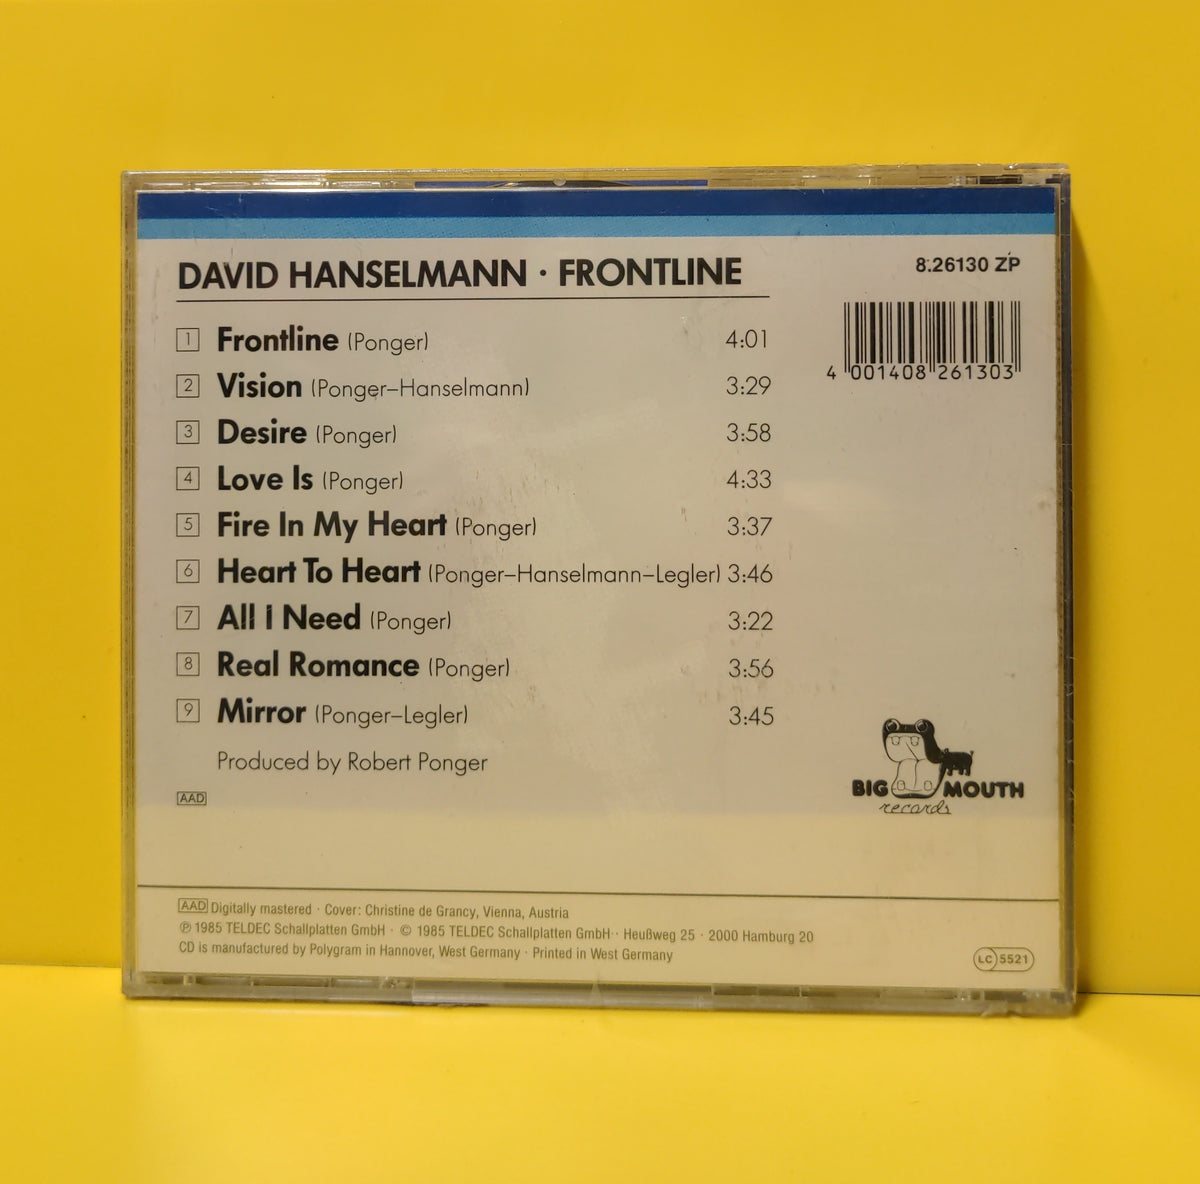 DAVID HANSELMANN · FRONTLINE
8.26130 ZP
1 Frontline (Ponger) 4:01
2 Vision (Ponger–Hanselmann) 3:29
3 Desire (Ponger) 3:58
4 Love Is (Ponger) 4:33
5 Fire In My Heart (Ponger) 3:37
6 Heart To Heart (Ponger–Hanselmann–Legler) 3:46
7 All I Need (Ponger) 3:22
8 Real Romance (Ponger) 3:56
9 Mirror (Ponger–Legler) 3:45
Produced by Robert Ponger
AAD
4 001408 261303
BIG MOUTH
records
AAD Digitally mastered · Cover: Christine de Grancy, Vienna, Austria
℗ 1985 TELDEC Schallplatten GmbH · © 1985 TELDEC Schallplatten GmbH · Heußweg 25 · 2000 Hamburg 20
CD is manufactured by Polygram in Hannover, West Germany · Printed in West Germany
LC 5521